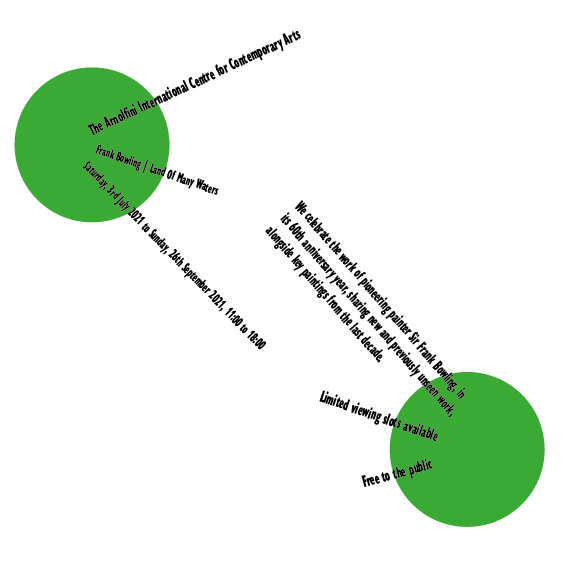 The Arnolfini International Centre for Contemporary Arts
Frank Bowling / Land Of Many Waters
Saturday, 3rd July 2021 to Sunday, 26th September 2021, 11:00 to 18:00
We celebrate the work of pioneering painter Sir Frank Bowling, in
its 60th anniversary year, sharing new and previously unseen work,
alongside key paintings from the last decade.
Limited viewing slots available
Free to the public